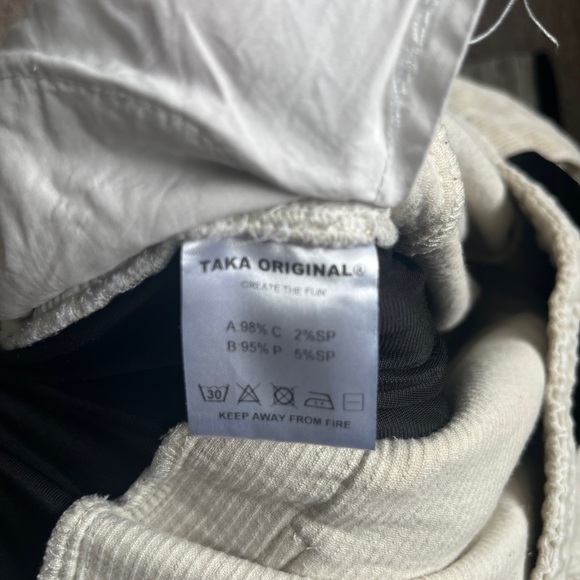 TAKA ORIGINAL®
CREATE THE FUN
A:98% C 2%SP
B:95% P 5%SP
30
KEEP AWAY FROM FIRE